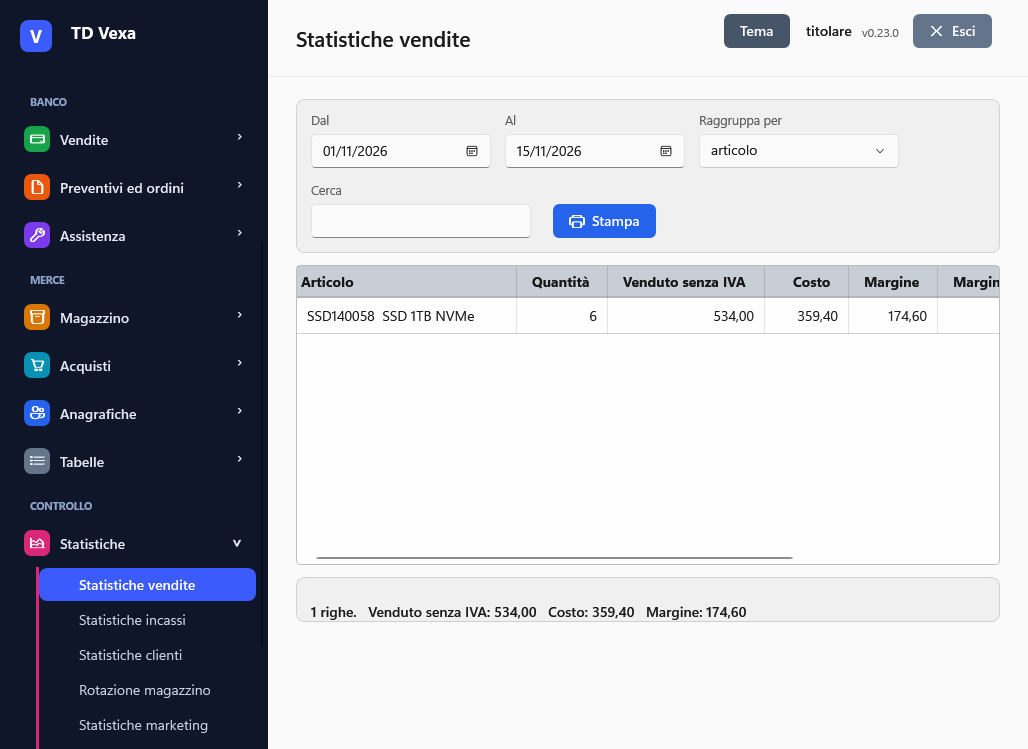 V TD Vexa
BANCO
Vendite
Preventivi ed ordini
Assistenza
MERCE
Magazzino
Acquisti
Anagrafiche
Tabelle
CONTROLLO
Statistiche
Statistiche vendite
Statistiche incassi
Statistiche clienti
Rotazione magazzino
Statistiche marketing
Statistiche vendite
Tema titolare v0.23.0 Esci
Dal Al Raggruppa per
01/11/2026 15/11/2026 articolo
Cerca
Stampa
Articolo Quantità Venduto senza IVA Costo Margine Margin
SSD140058 SSD 1TB NVMe 6 534,00 359,40 174,60
1 righe. Venduto senza IVA: 534,00 Costo: 359,40 Margine: 174,60